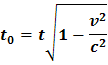 t₀ = t√(1 − v²/c²)